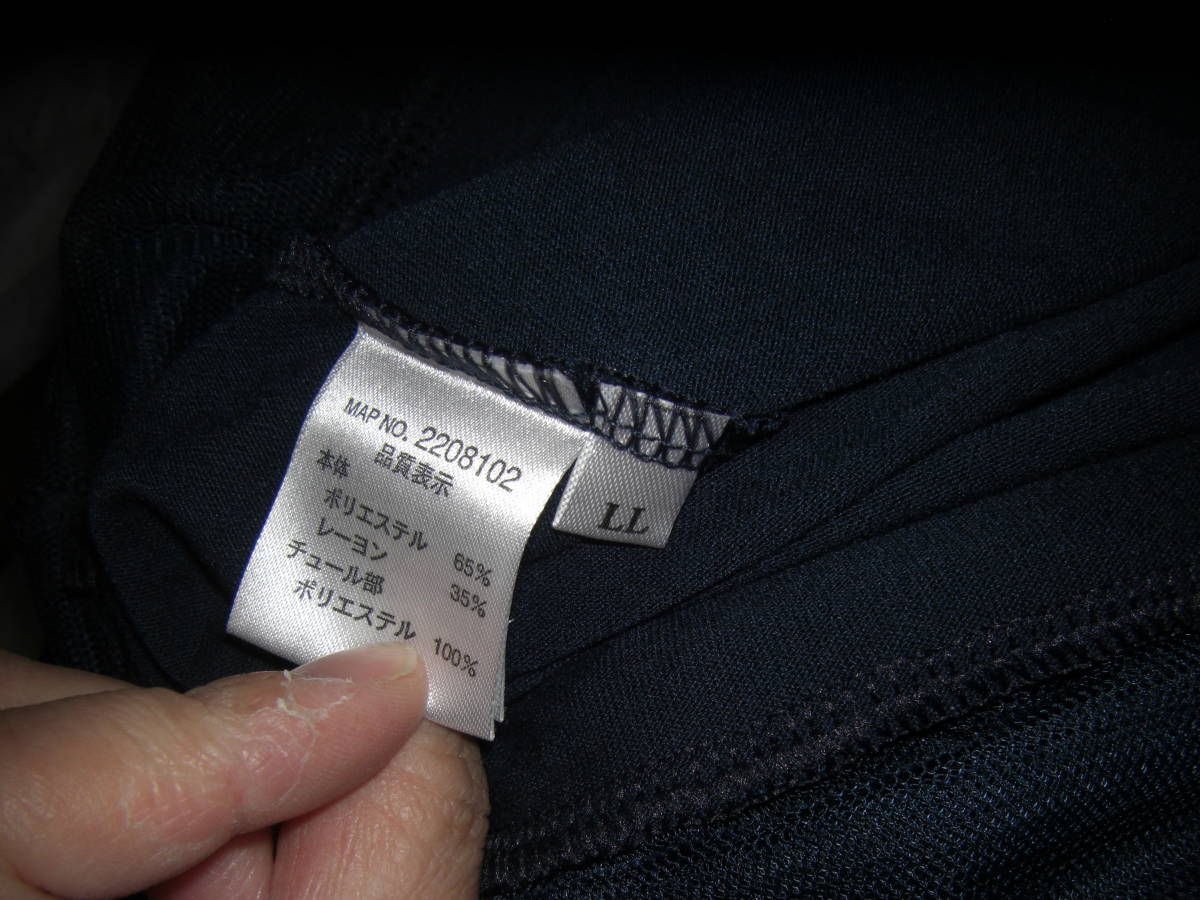 MAP NO. 2208102
品質表示
本体
ポリエステル 65%
レーヨン 35%
チュール部
ポリエステル 100%
LL